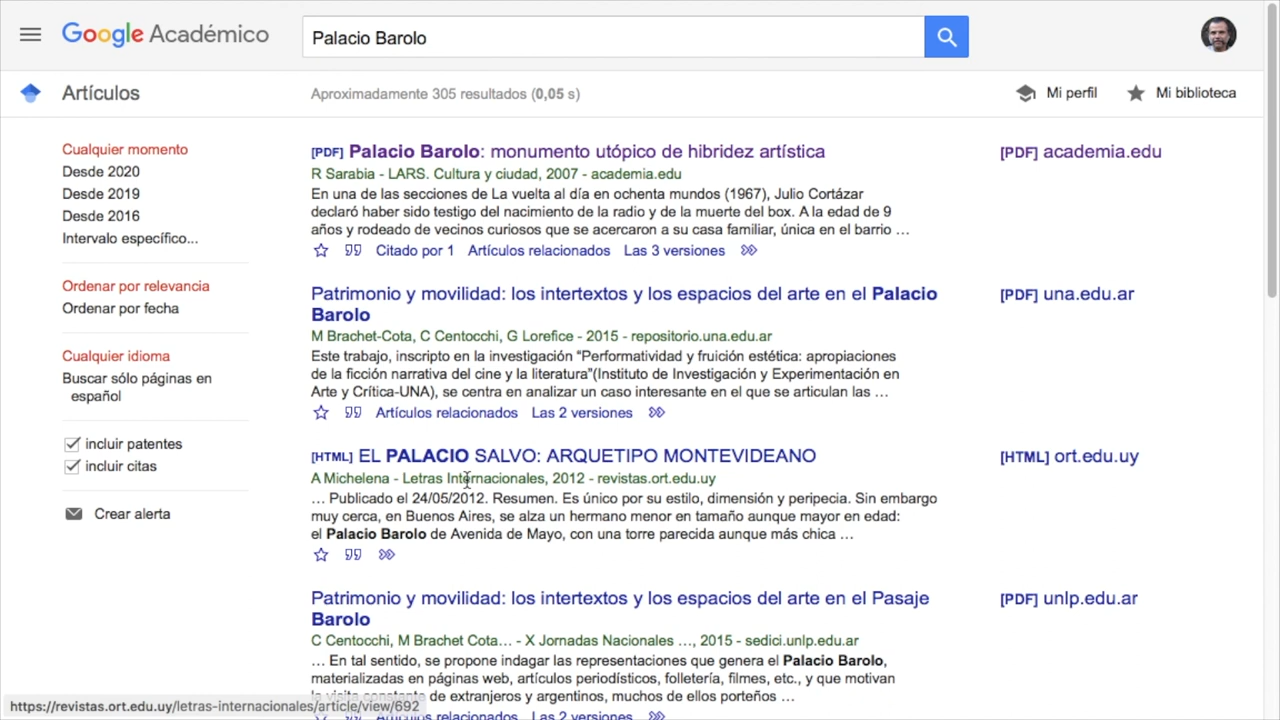 Google Académico
Palacio Barolo
Artículos
Aproximadamente 305 resultados (0,05 s)
Mi perfil
Mi biblioteca
Cualquier momento
Desde 2020
Desde 2019
Desde 2016
Intervalo específico...
Ordenar por relevancia
Ordenar por fecha
Cualquier idioma
Buscar sólo páginas en
español
incluir patentes
incluir citas
Crear alerta
[PDF] Palacio Barolo: monumento utópico de hibridez artística
[PDF] academia.edu
R Sarabia - LARS. Cultura y ciudad, 2007 - academia.edu
En una de las secciones de La vuelta al día en ochenta mundos (1967), Julio Cortázar
declaró haber sido testigo del nacimiento de la radio y de la muerte del box. A la edad de 9
años y rodeado de vecinos curiosos que se acercaron a su casa familiar, única en el barrio …
Citado por 1 Artículos relacionados Las 3 versiones
Patrimonio y movilidad: los intertextos y los espacios del arte en el Palacio
Barolo
[PDF] una.edu.ar
M Brachet-Cota, C Centocchi, G Lorefice - 2015 - repositorio.una.edu.ar
Este trabajo, inscripto en la investigación “Performatividad y fruición estética: apropiaciones
de la ficción narrativa del cine y la literatura”(Instituto de Investigación y Experimentación en
Arte y Crítica-UNA), se centra en analizar un caso interesante en el que se articulan las …
Artículos relacionados Las 2 versiones
[HTML] EL PALACIO SALVO: ARQUETIPO MONTEVIDEANO
[HTML] ort.edu.uy
A Michelena - Letras Internacionales, 2012 - revistas.ort.edu.uy
… Publicado el 24/05/2012. Resumen. Es único por su estilo, dimensión y peripecia. Sin embargo
muy cerca, en Buenos Aires, se alza un hermano menor en tamaño aunque mayor en edad:
el Palacio Barolo de Avenida de Mayo, con una torre parecida aunque más chica …
Patrimonio y movilidad: los intertextos y los espacios del arte en el Pasaje
Barolo
[PDF] unlp.edu.ar
C Centocchi, M Brachet Cota… - X Jornadas Nacionales …, 2015 - sedici.unlp.edu.ar
… En tal sentido, se propone indagar las representaciones que genera el Palacio Barolo,
materializadas en páginas web, artículos periodísticos, folletería, filmes, etc., y que motivan
la visita constante de extranjeros y argentinos, muchos de ellos porteños …
Artículos relacionados Las 2 versiones
https://revistas.ort.edu.uy/letras-internacionales/article/view/692